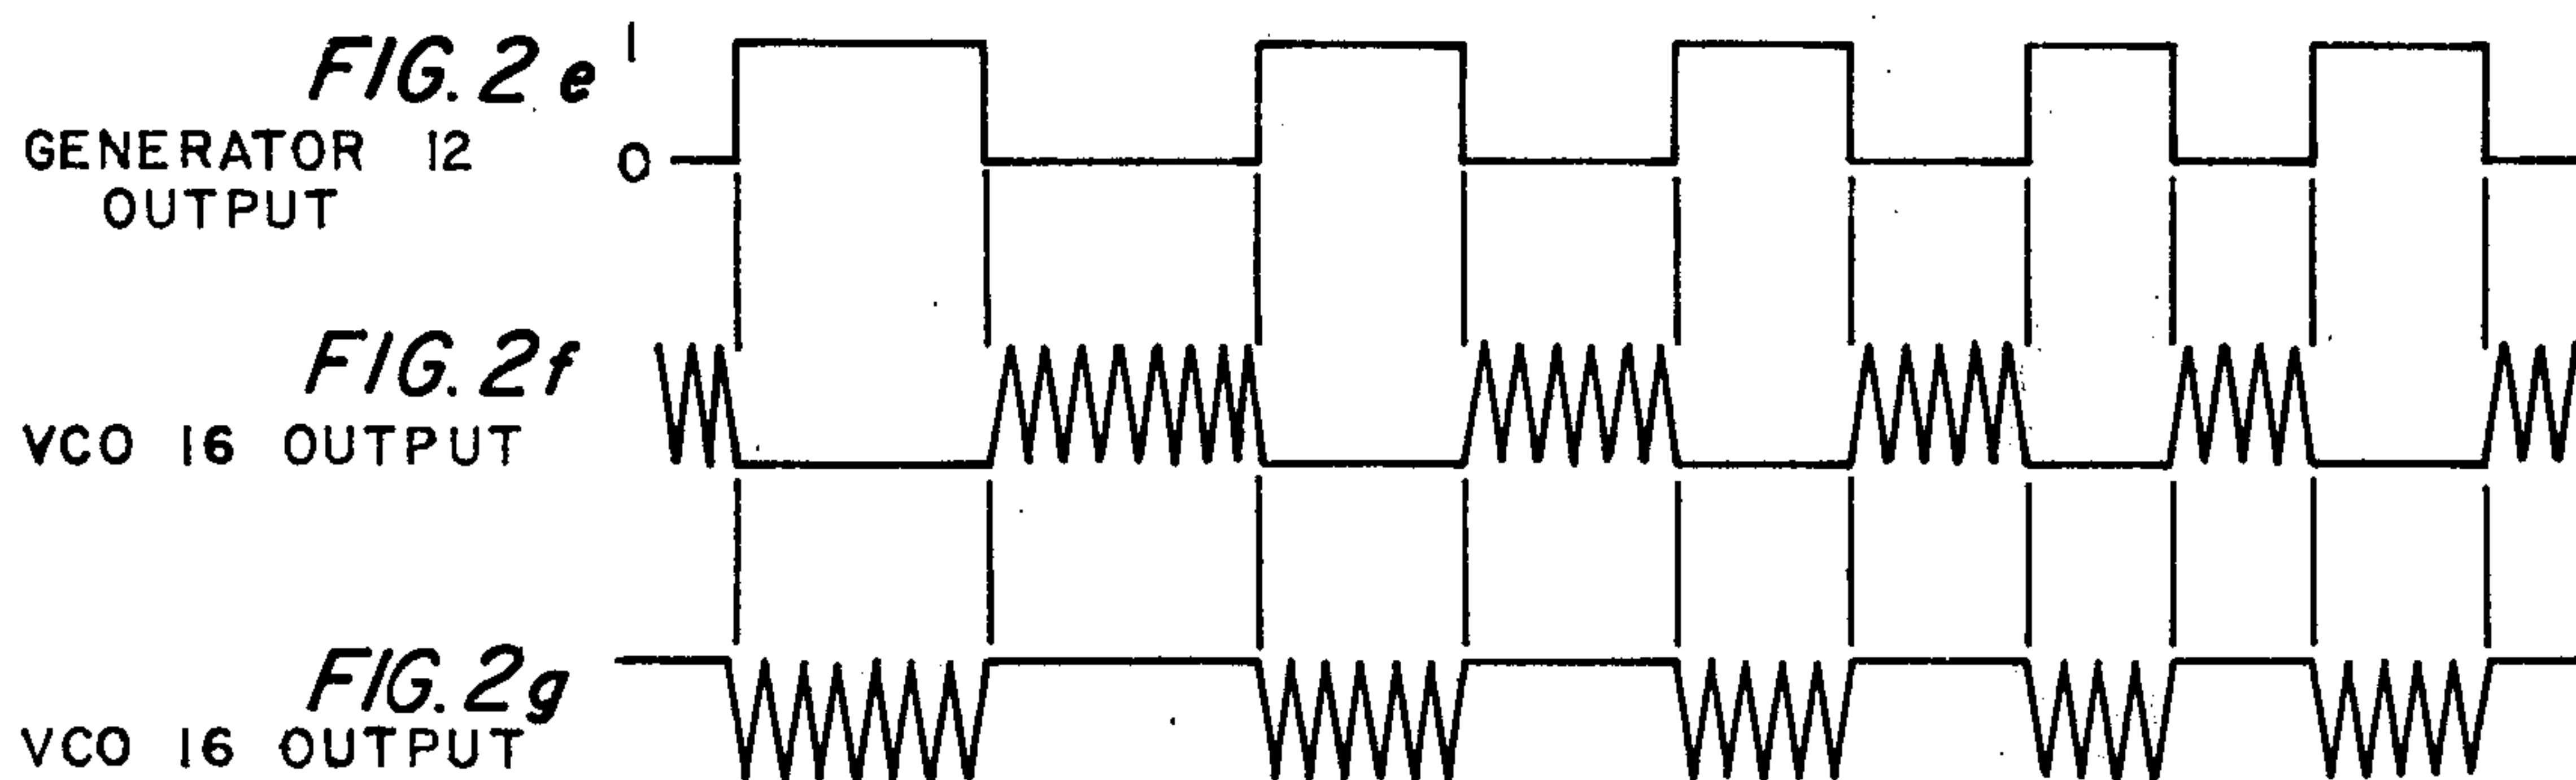 FIG. 2e
1
GENERATOR 12
OUTPUT
0
FIG. 2f
VCO 16 OUTPUT
FIG. 2g
VCO 16 OUTPUT